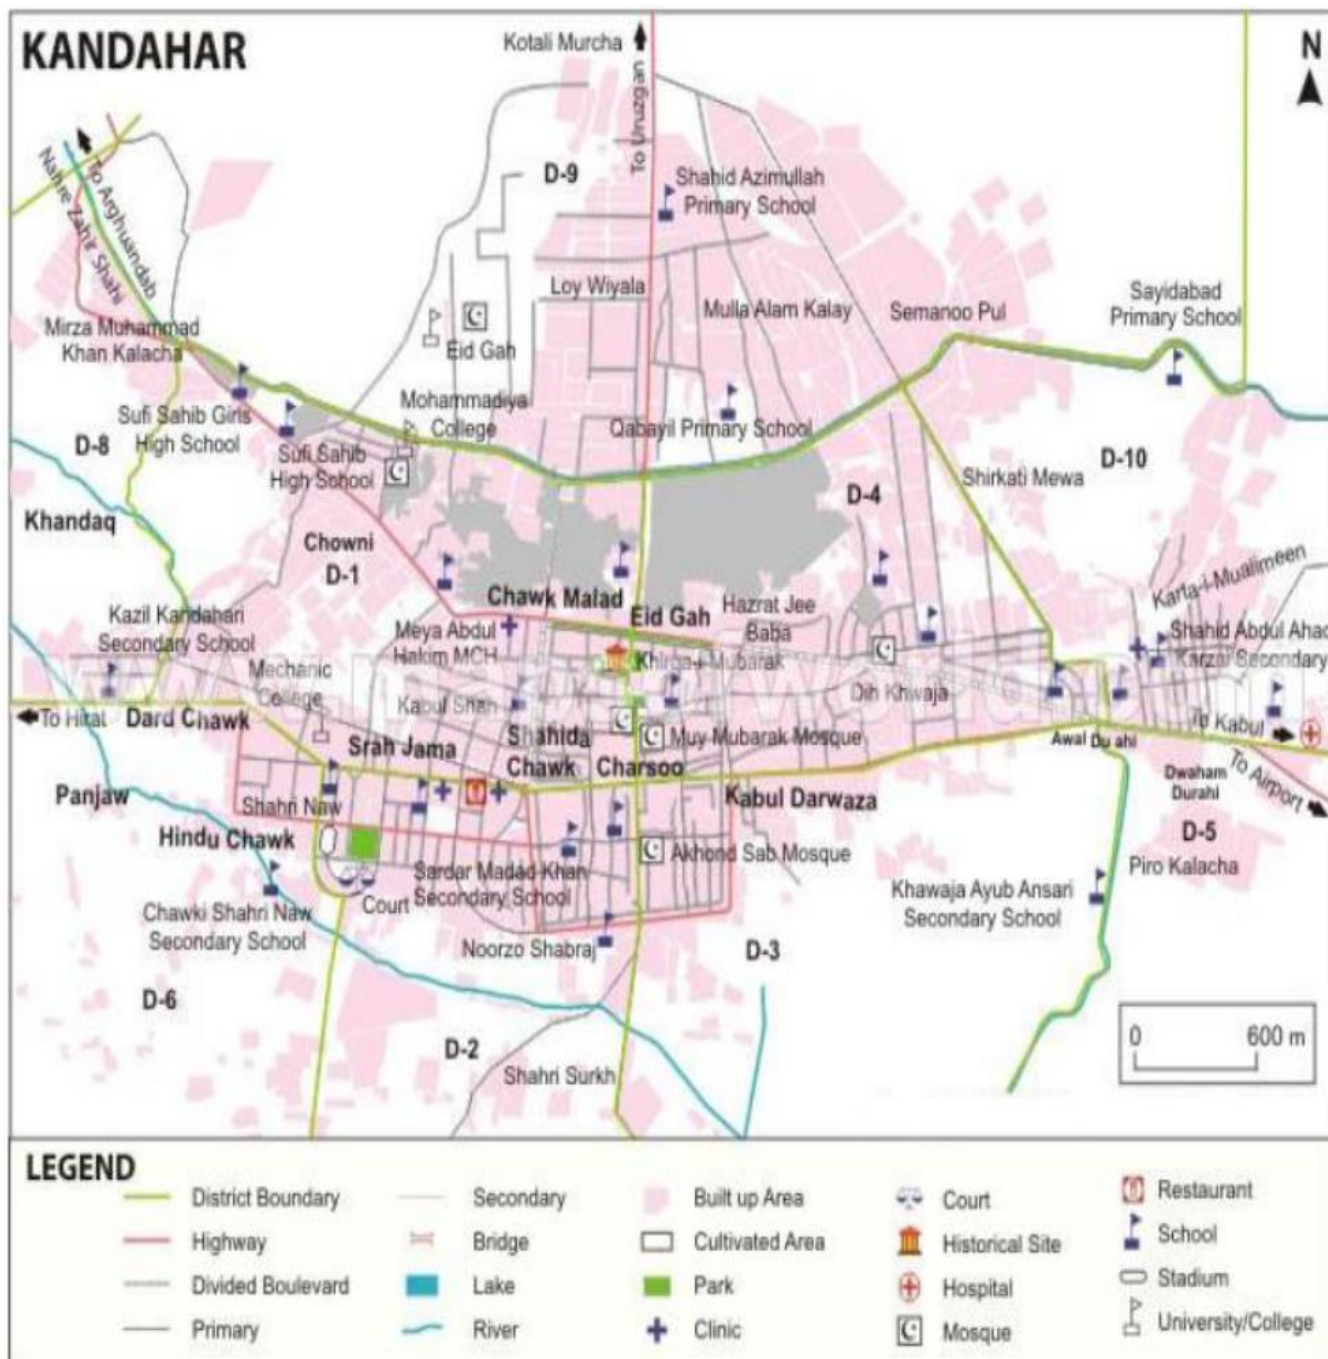 KANDAHAR
N
Kotali Murcha
To Uruzgan
D-9
Shahid Azimullah
Primary School
To Arghandab
Nahre Zahir Shahi
Loy Wiyala
Mulla Alam Kalay
Semanoo Pul
Sayidabad
Primary School
Mirza Muhammad
Khan Kalacha
Eid Gah
Sufi Sahib Girls
High School
Mohammadiya
College
Qabayil Primary School
D-8
Sufi Sahib
High School
D-10
Shirkati Mewa
D-4
Khandaq
Chowni
D-1
Chawk Malad
Eid Gah
Hazrat Jee
Baba
Karta-i-Mualimeen
Kazil Kandahari
Secondary School
Meya Abdul
Hakim MCH
Khirqa-i-Mubarak
Shahid Abdul Ahad
Karzai Secondary
Mechanic
College
Kabul Shah
Dih Khwaja
To Hirat
Dard Chawk
Srah Jama
Shahida
Chawk
Charsoo
Muy Mubarak Mosque
Awal Du ahi
To Kabul
To Airport
Panjaw
Shahri Naw
Kabul Darwaza
Dwaham
Durahi
D-5
Hindu Chawk
Akhond Sab Mosque
Piro Kalacha
Sardar Madad Khan
Secondary School
Court
Chawki Shahri Naw
Secondary School
Khawaja Ayub Ansari
Secondary School
Noorzo Shabraj
D-3
D-6
D-2
Shahri Surkh
0 600 m
LEGEND
District Boundary
Highway
Divided Boulevard
Primary
Secondary
Bridge
Lake
River
Built up Area
Cultivated Area
Park
Clinic
Court
Historical Site
Hospital
Mosque
Restaurant
School
Stadium
University/College